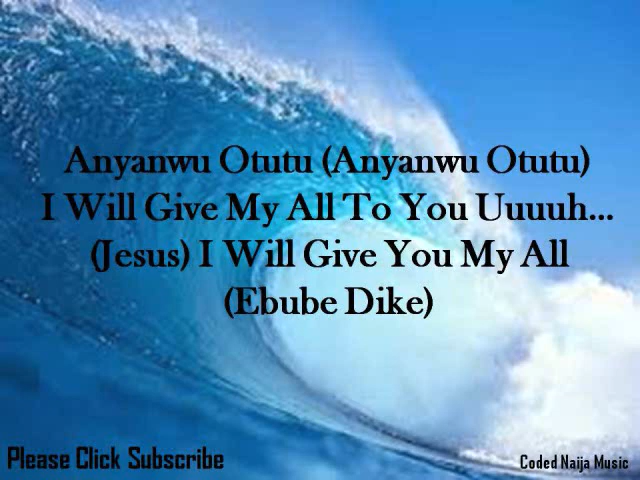 Anyanwu Otutu (Anyanwu Otutu)
I Will Give My All To You Uuuuh...
(Jesus) I Will Give You My All
(Ebube Dike)
Please Click Subscribe
Coded Naija Music